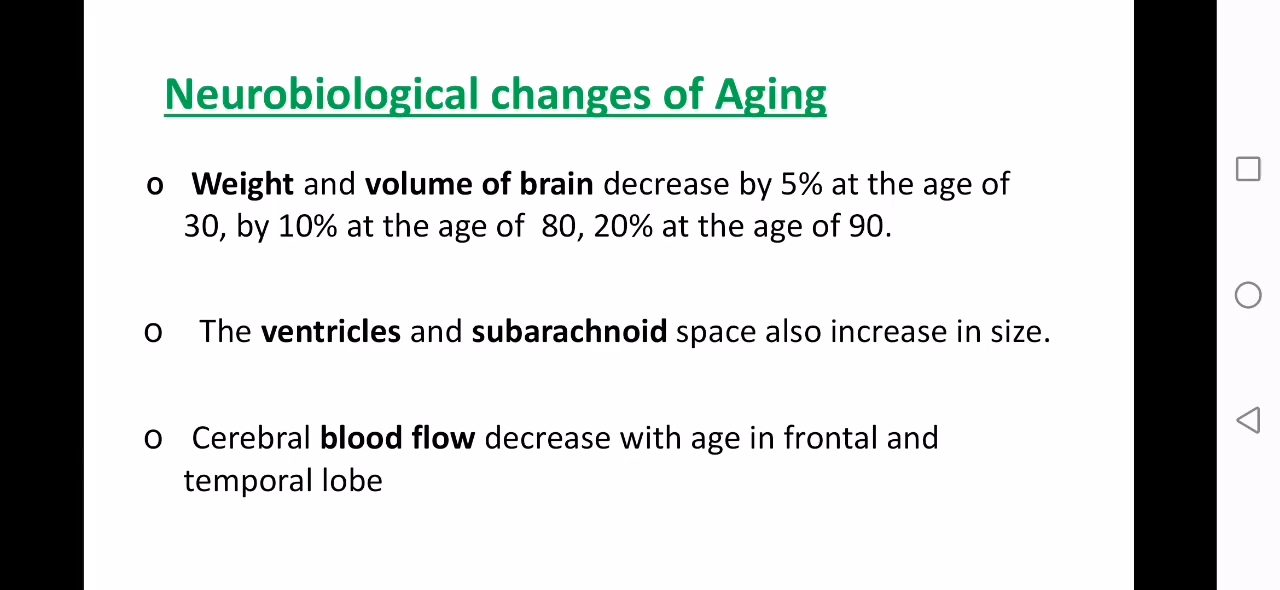 Neurobiological changes of Aging
o Weight and volume of brain decrease by 5% at the age of
30, by 10% at the age of 80, 20% at the age of 90.
o The ventricles and subarachnoid space also increase in size.
o Cerebral blood flow decrease with age in frontal and
temporal lobe